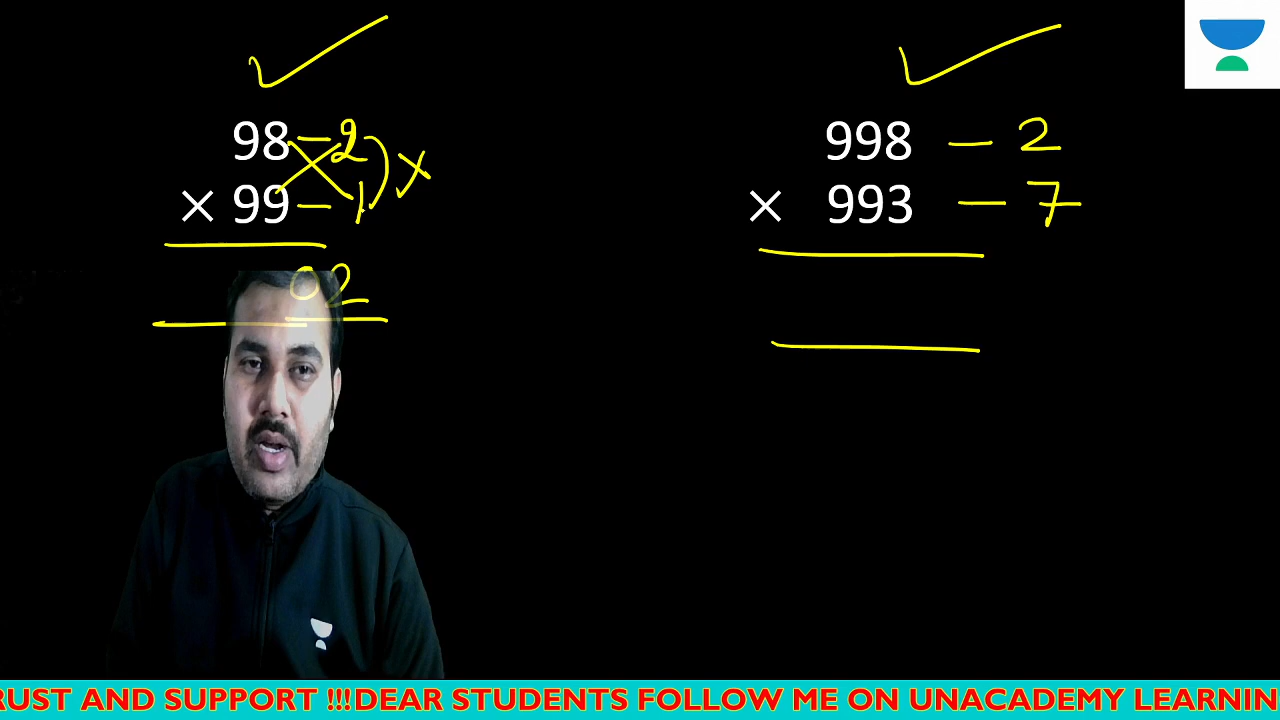 98 – 2
× 99 – 1 ) ×
02
998 – 2
× 993 – 7
RUST AND SUPPORT !!!DEAR STUDENTS FOLLOW ME ON UNACADEMY LEARNIN